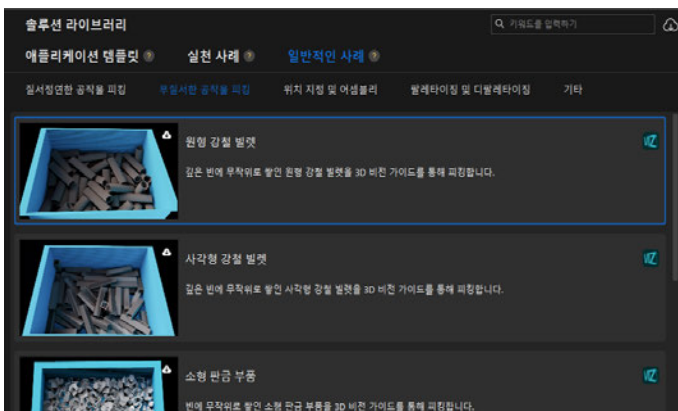 솔루션 라이브러리
키워드를 입력하기
애플리케이션 템플릿 ? 실천 사례 ? 일반적인 사례 ?
질서정연한 공작물 피킹 무질서한 공작물 피킹 위치 지정 및 어셈블리 팔레타이징 및 디팔레타이징 기타
원형 강철 빌렛
VIZ
깊은 빈에 무작위로 쌓인 원형 강철 빌렛을 3D 비전 가이드를 통해 피킹합니다.
사각형 강철 빌렛
VIZ
깊은 빈에 무작위로 쌓인 사각형 강철 빌렛을 3D 비전 가이드를 통해 피킹합니다.
소형 판금 부품
VIZ
빈에 무작위로 쌓인 소형 판금 부품을 3D 비전 가이드를 통해 피킹합니다.